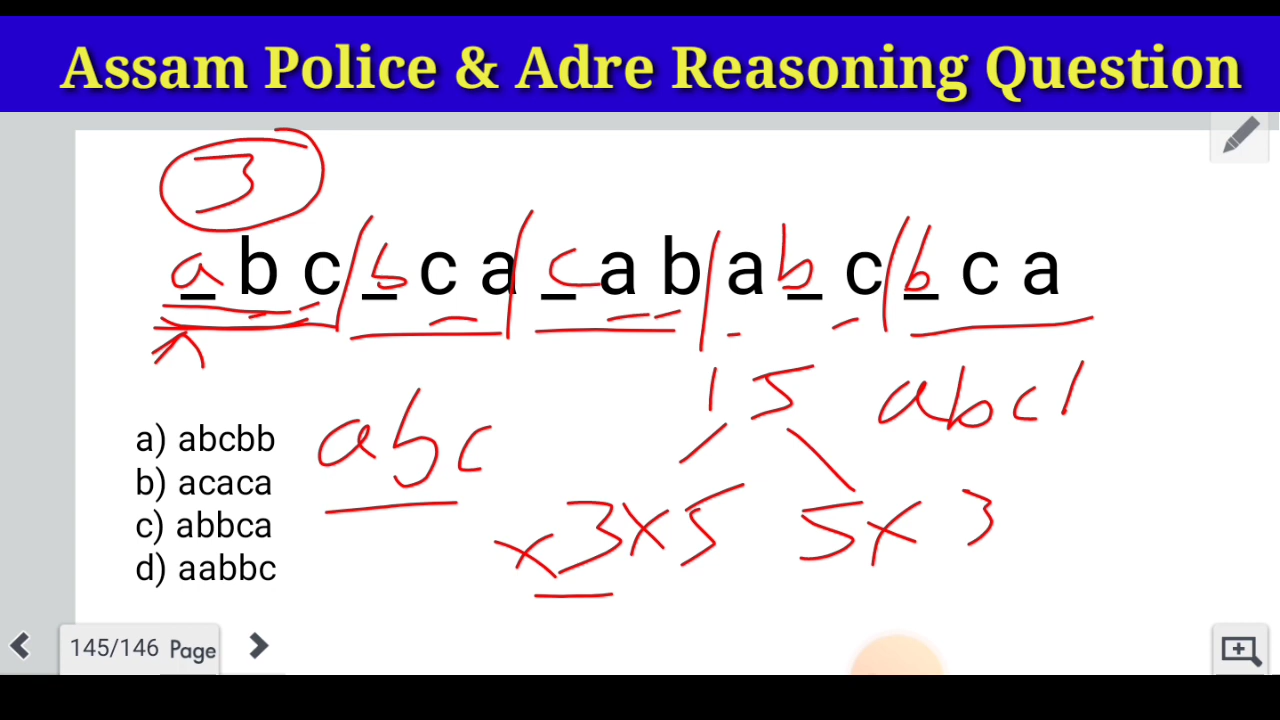 Assam Police & Adre Reasoning Question
3
a b c / b c a / c a b / a b c / b c a
15
a) abcbb
abc
abc/
b) acaca
c) abbca
x 3x5 5x3
d) aabbc
145/146 Page